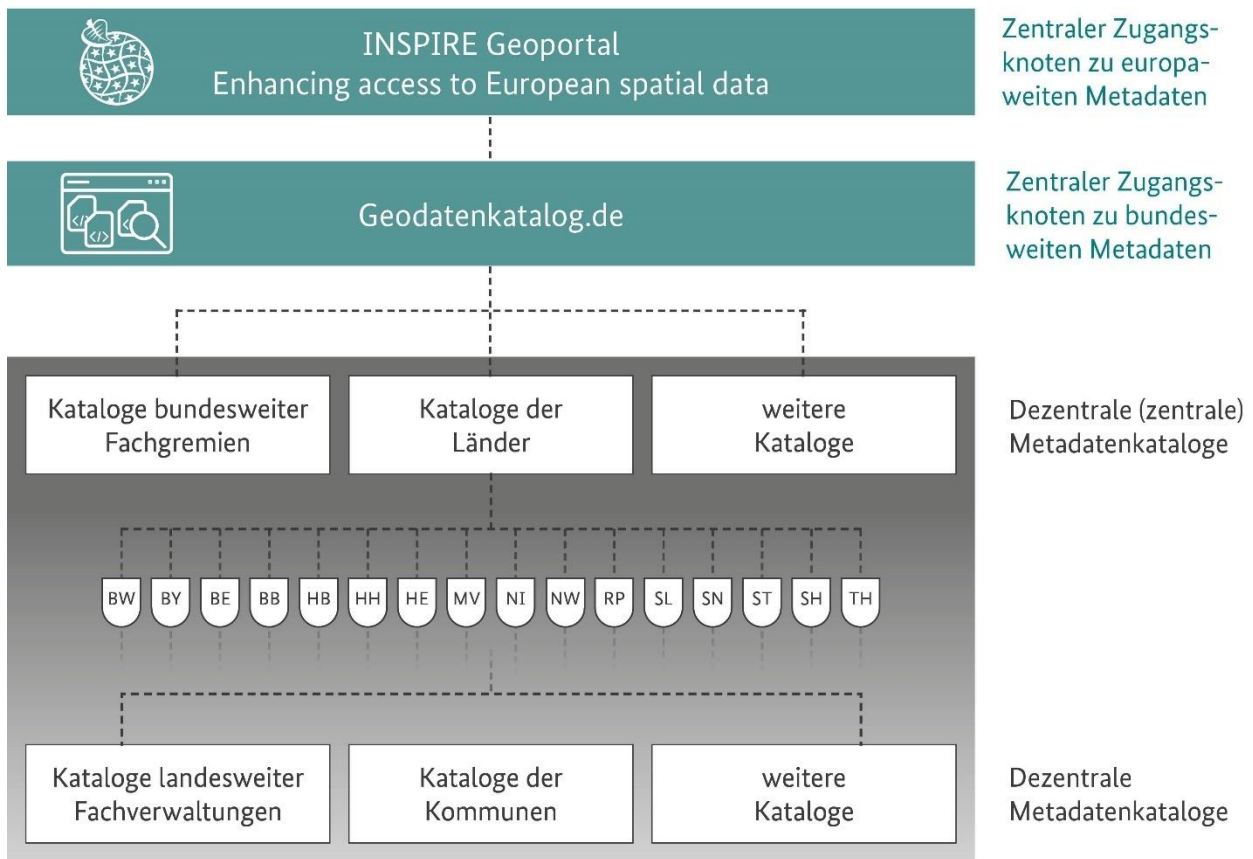 INSPIRE Geoportal
Enhancing access to European spatial data
Zentraler Zugangs-
knoten zu europa-
weiten Metadaten
</>
</>
</>
Geodatenkatalog.de
Zentraler Zugangs-
knoten zu bundes-
weiten Metadaten
Kataloge bundesweiter
Fachgremien
Kataloge der
Länder
weitere
Kataloge
Dezentrale (zentrale)
Metadatenkataloge
BW BY BE BB HB HH HE MV NI NW RP SL SN ST SH TH
Kataloge landesweiter
Fachverwaltungen
Kataloge der
Kommunen
weitere
Kataloge
Dezentrale
Metadatenkataloge